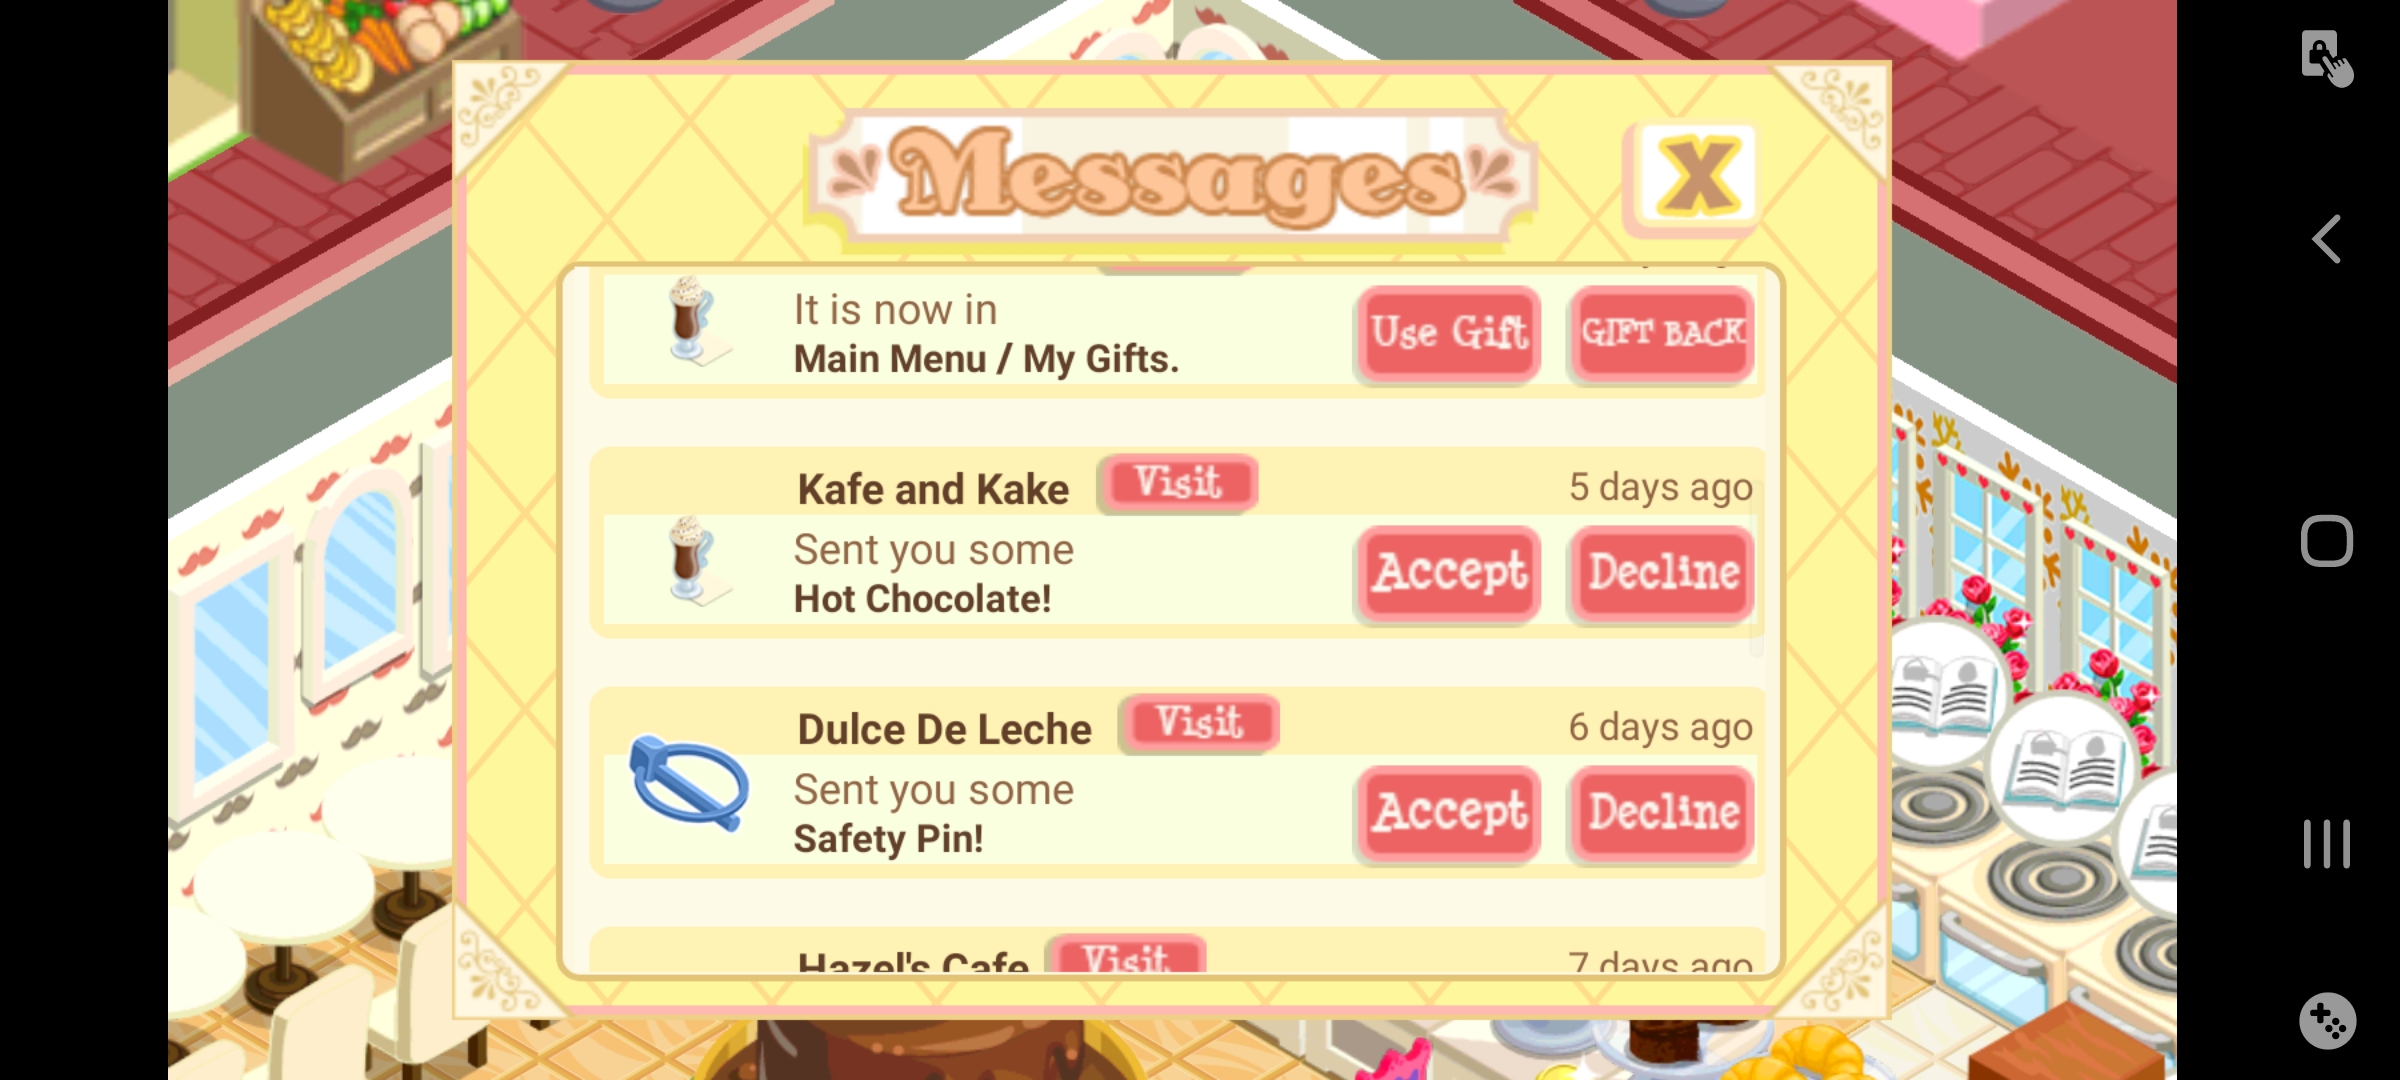 Messages
X
It is now in
Main Menu / My Gifts.
Use Gift
GIFT BACK
Kafe and Kake
Visit
5 days ago
Sent you some
Hot Chocolate!
Accept
Decline
Dulce De Leche
Visit
6 days ago
Sent you some
Safety Pin!
Accept
Decline
Hazel's Cafe
Visit
7 days ago